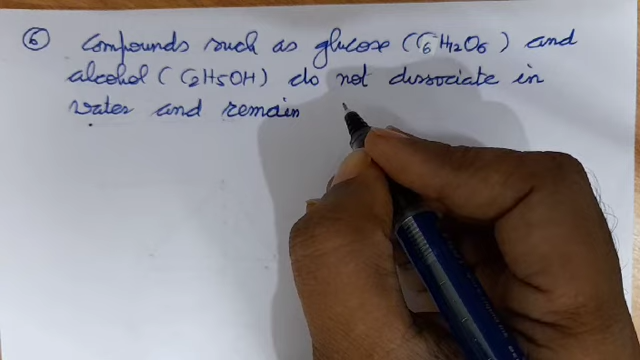 ⑥ Compounds such as glucose (C6H12O6) and
alcohol (C2H5OH) do not dissociate in
water and remain